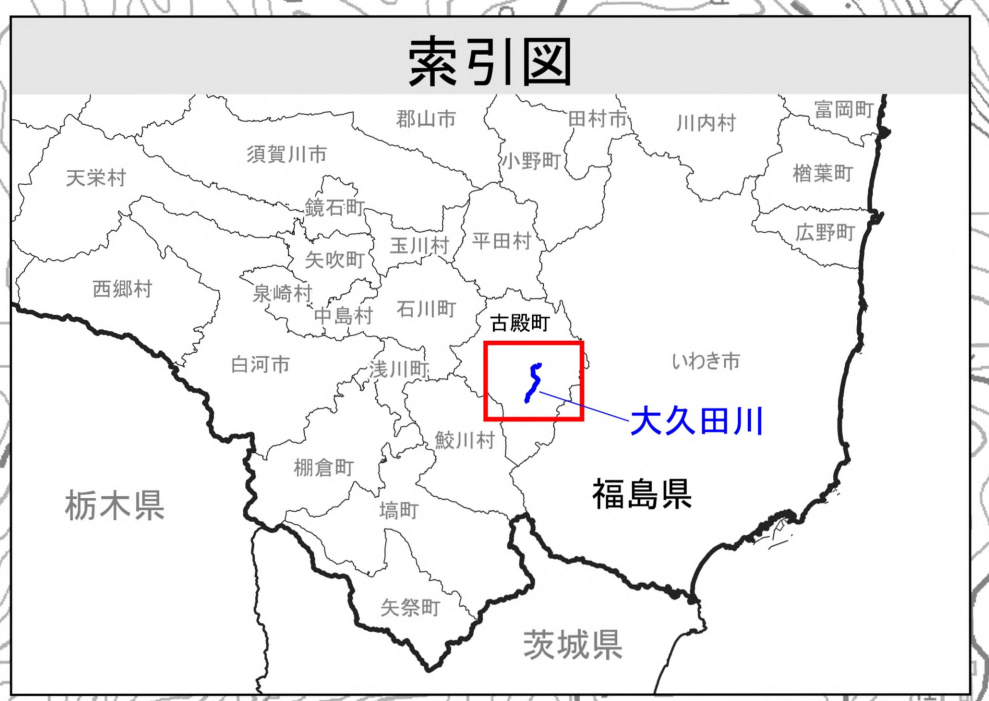 索引図
富岡町
郡山市
田村市
川内村
須賀川市
小野町
天栄村
楢葉町
鏡石町
広野町
玉川村
平田村
矢吹町
西郷村
泉崎村
中島村
石川町
古殿町
白河市
浅川町
いわき市
大久田川
鮫川村
棚倉町
福島県
栃木県
塙町
矢祭町
茨城県